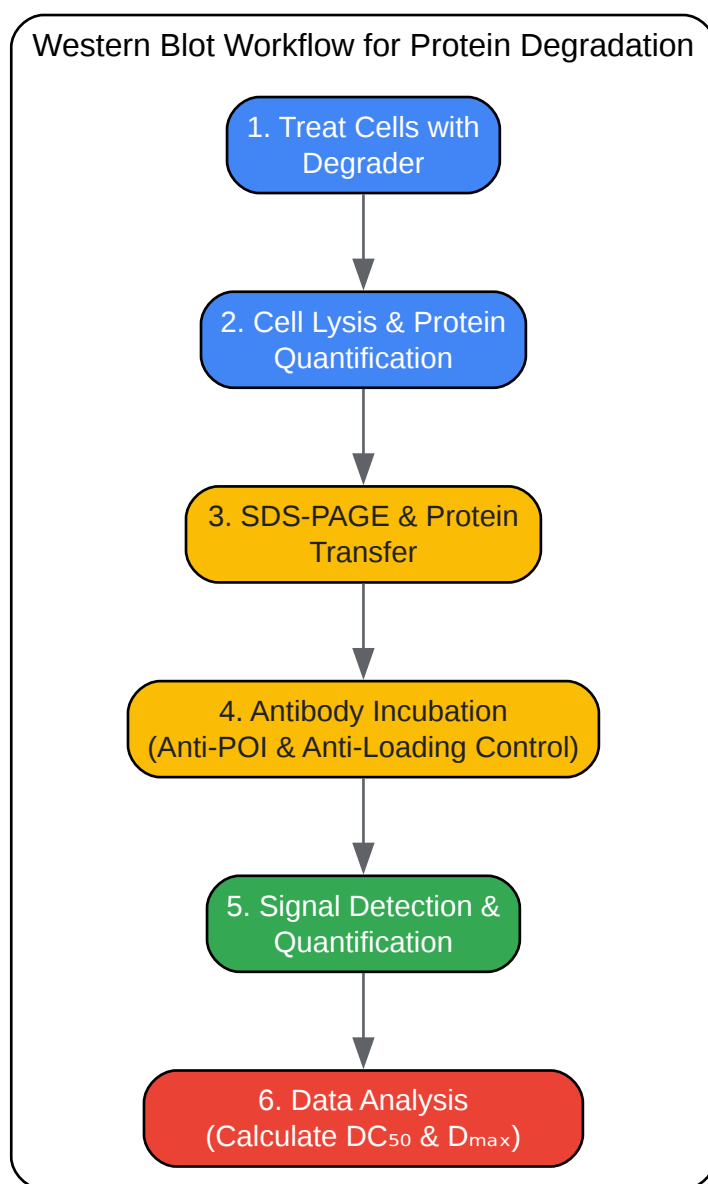 Western Blot Workflow for Protein Degradation
1. Treat Cells with
Degrader
2. Cell Lysis & Protein
Quantification
3. SDS-PAGE & Protein
Transfer
4. Antibody Incubation
(Anti-POI & Anti-Loading Control)
5. Signal Detection &
Quantification
6. Data Analysis
(Calculate DC₅₀ & Dₘₐₓ)